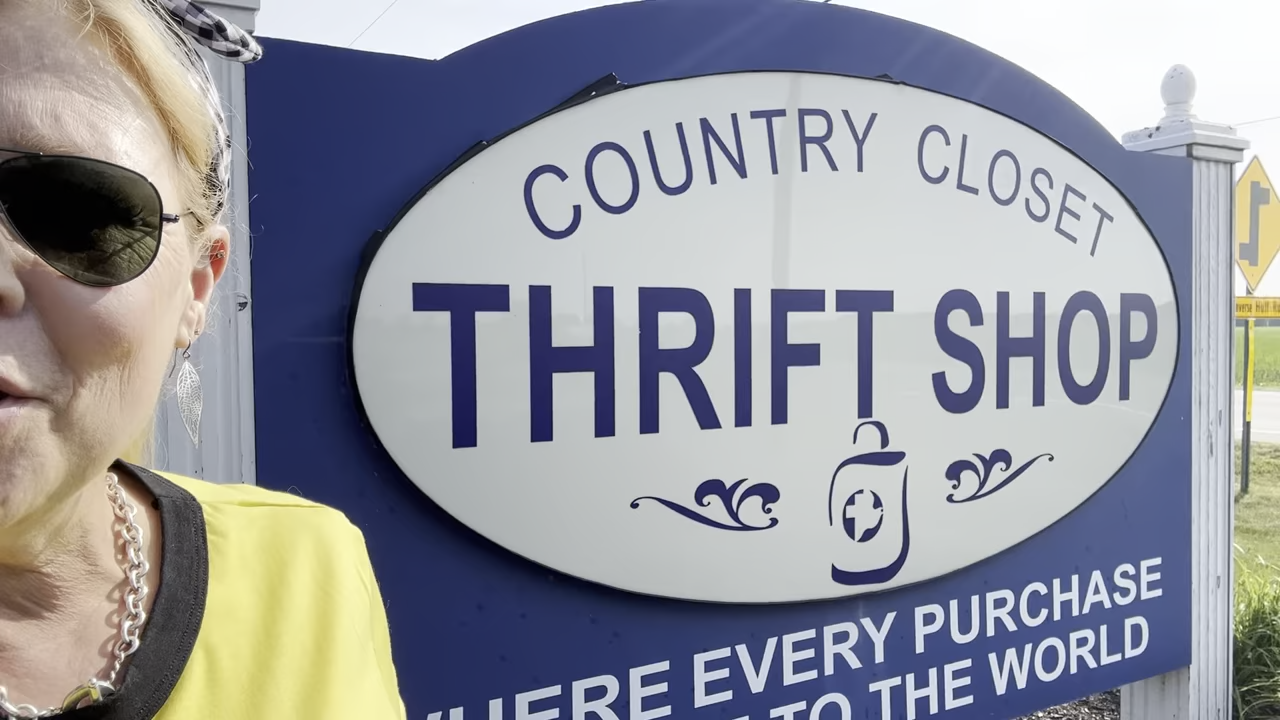 COUNTRY CLOSET
THRIFT SHOP
WHERE EVERY PURCHASE
TO THE WORLD